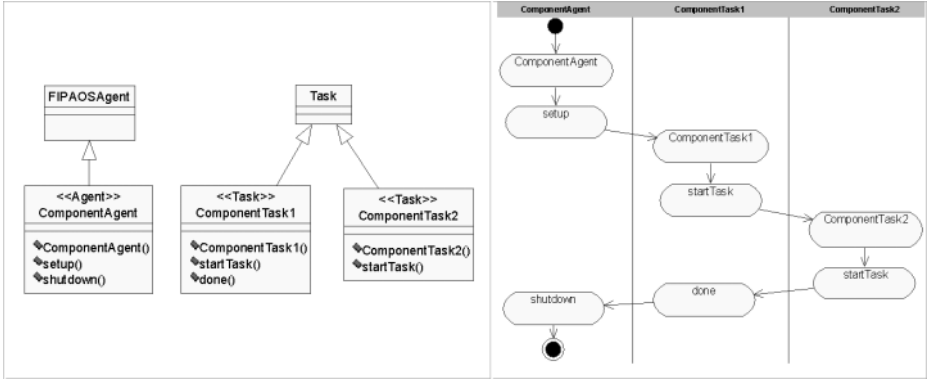 FIPAOSAgent
Task
<<Agent>>
ComponentAgent
ComponentAgent()
setup()
shutdown()
<<Task>>
ComponentTask1
ComponentTask1()
startTask()
done()
<<Task>>
ComponentTask2
ComponentTask2()
startTask()
ComponentAgent ComponentTask1 ComponentTask2
ComponentAgent
setup
ComponentTask1
startTask
ComponentTask2
startTask
done
shutdown